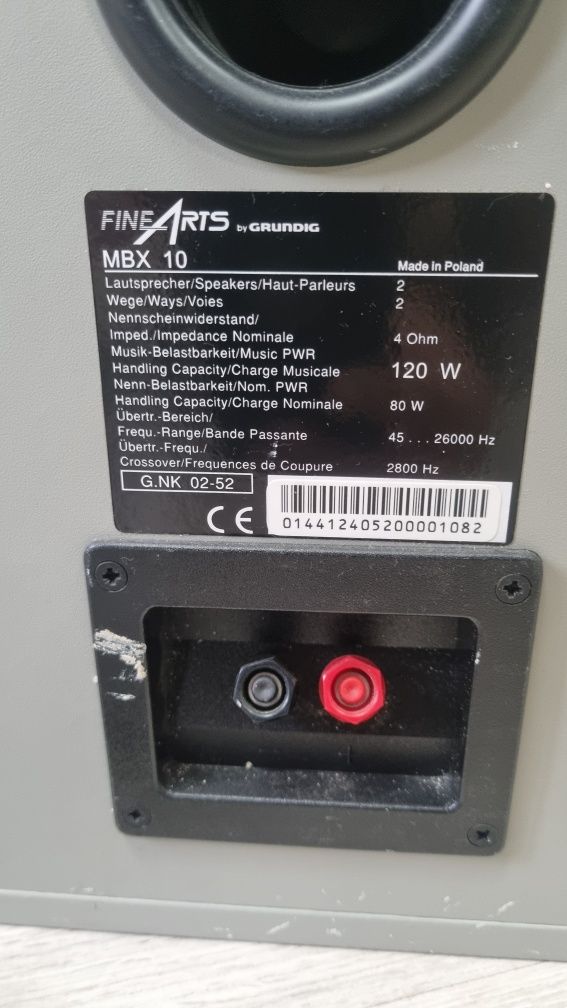 FINE ARTS by GRUNDIG
MBX 10 Made in Poland
Lautsprecher/Speakers/Haut-Parleurs 2
Wege/Ways/Voies 2
Nennscheinwiderstand/
Imped./Impedance Nominale 4 Ohm
Musik-Belastbarkeit/Music PWR
Handling Capacity/Charge Musicale 120 W
Nenn-Belastbarkeit/Nom. PWR
Handling Capacity/Charge Nominale 80 W
Übertr.-Bereich/
Frequ.-Range/Bande Passante 45 . . . 26000 Hz
Übertr.-Frequ./
Crossover/Frequences de Coupure 2800 Hz
G.NK 02-52
CE 014412405200001082